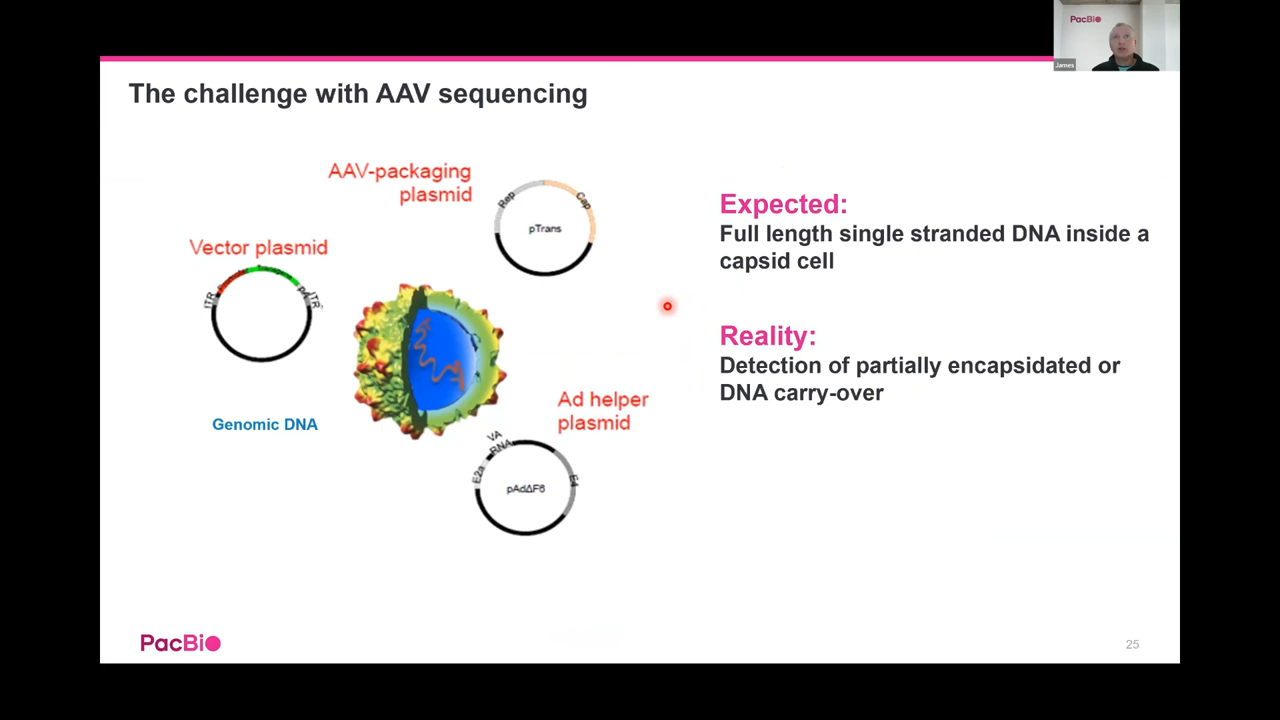 PacBio
James
The challenge with AAV sequencing
AAV-packaging
plasmid
Rep
Cap
pTrans
Vector plasmid
ITR
ITR
Genomic DNA
Ad helper
plasmid
VA
RNA
E2a
E4
pAdΔF6
Expected:
Full length single stranded DNA inside a
capsid cell
Reality:
Detection of partially encapsidated or
DNA carry-over
PacBio
25